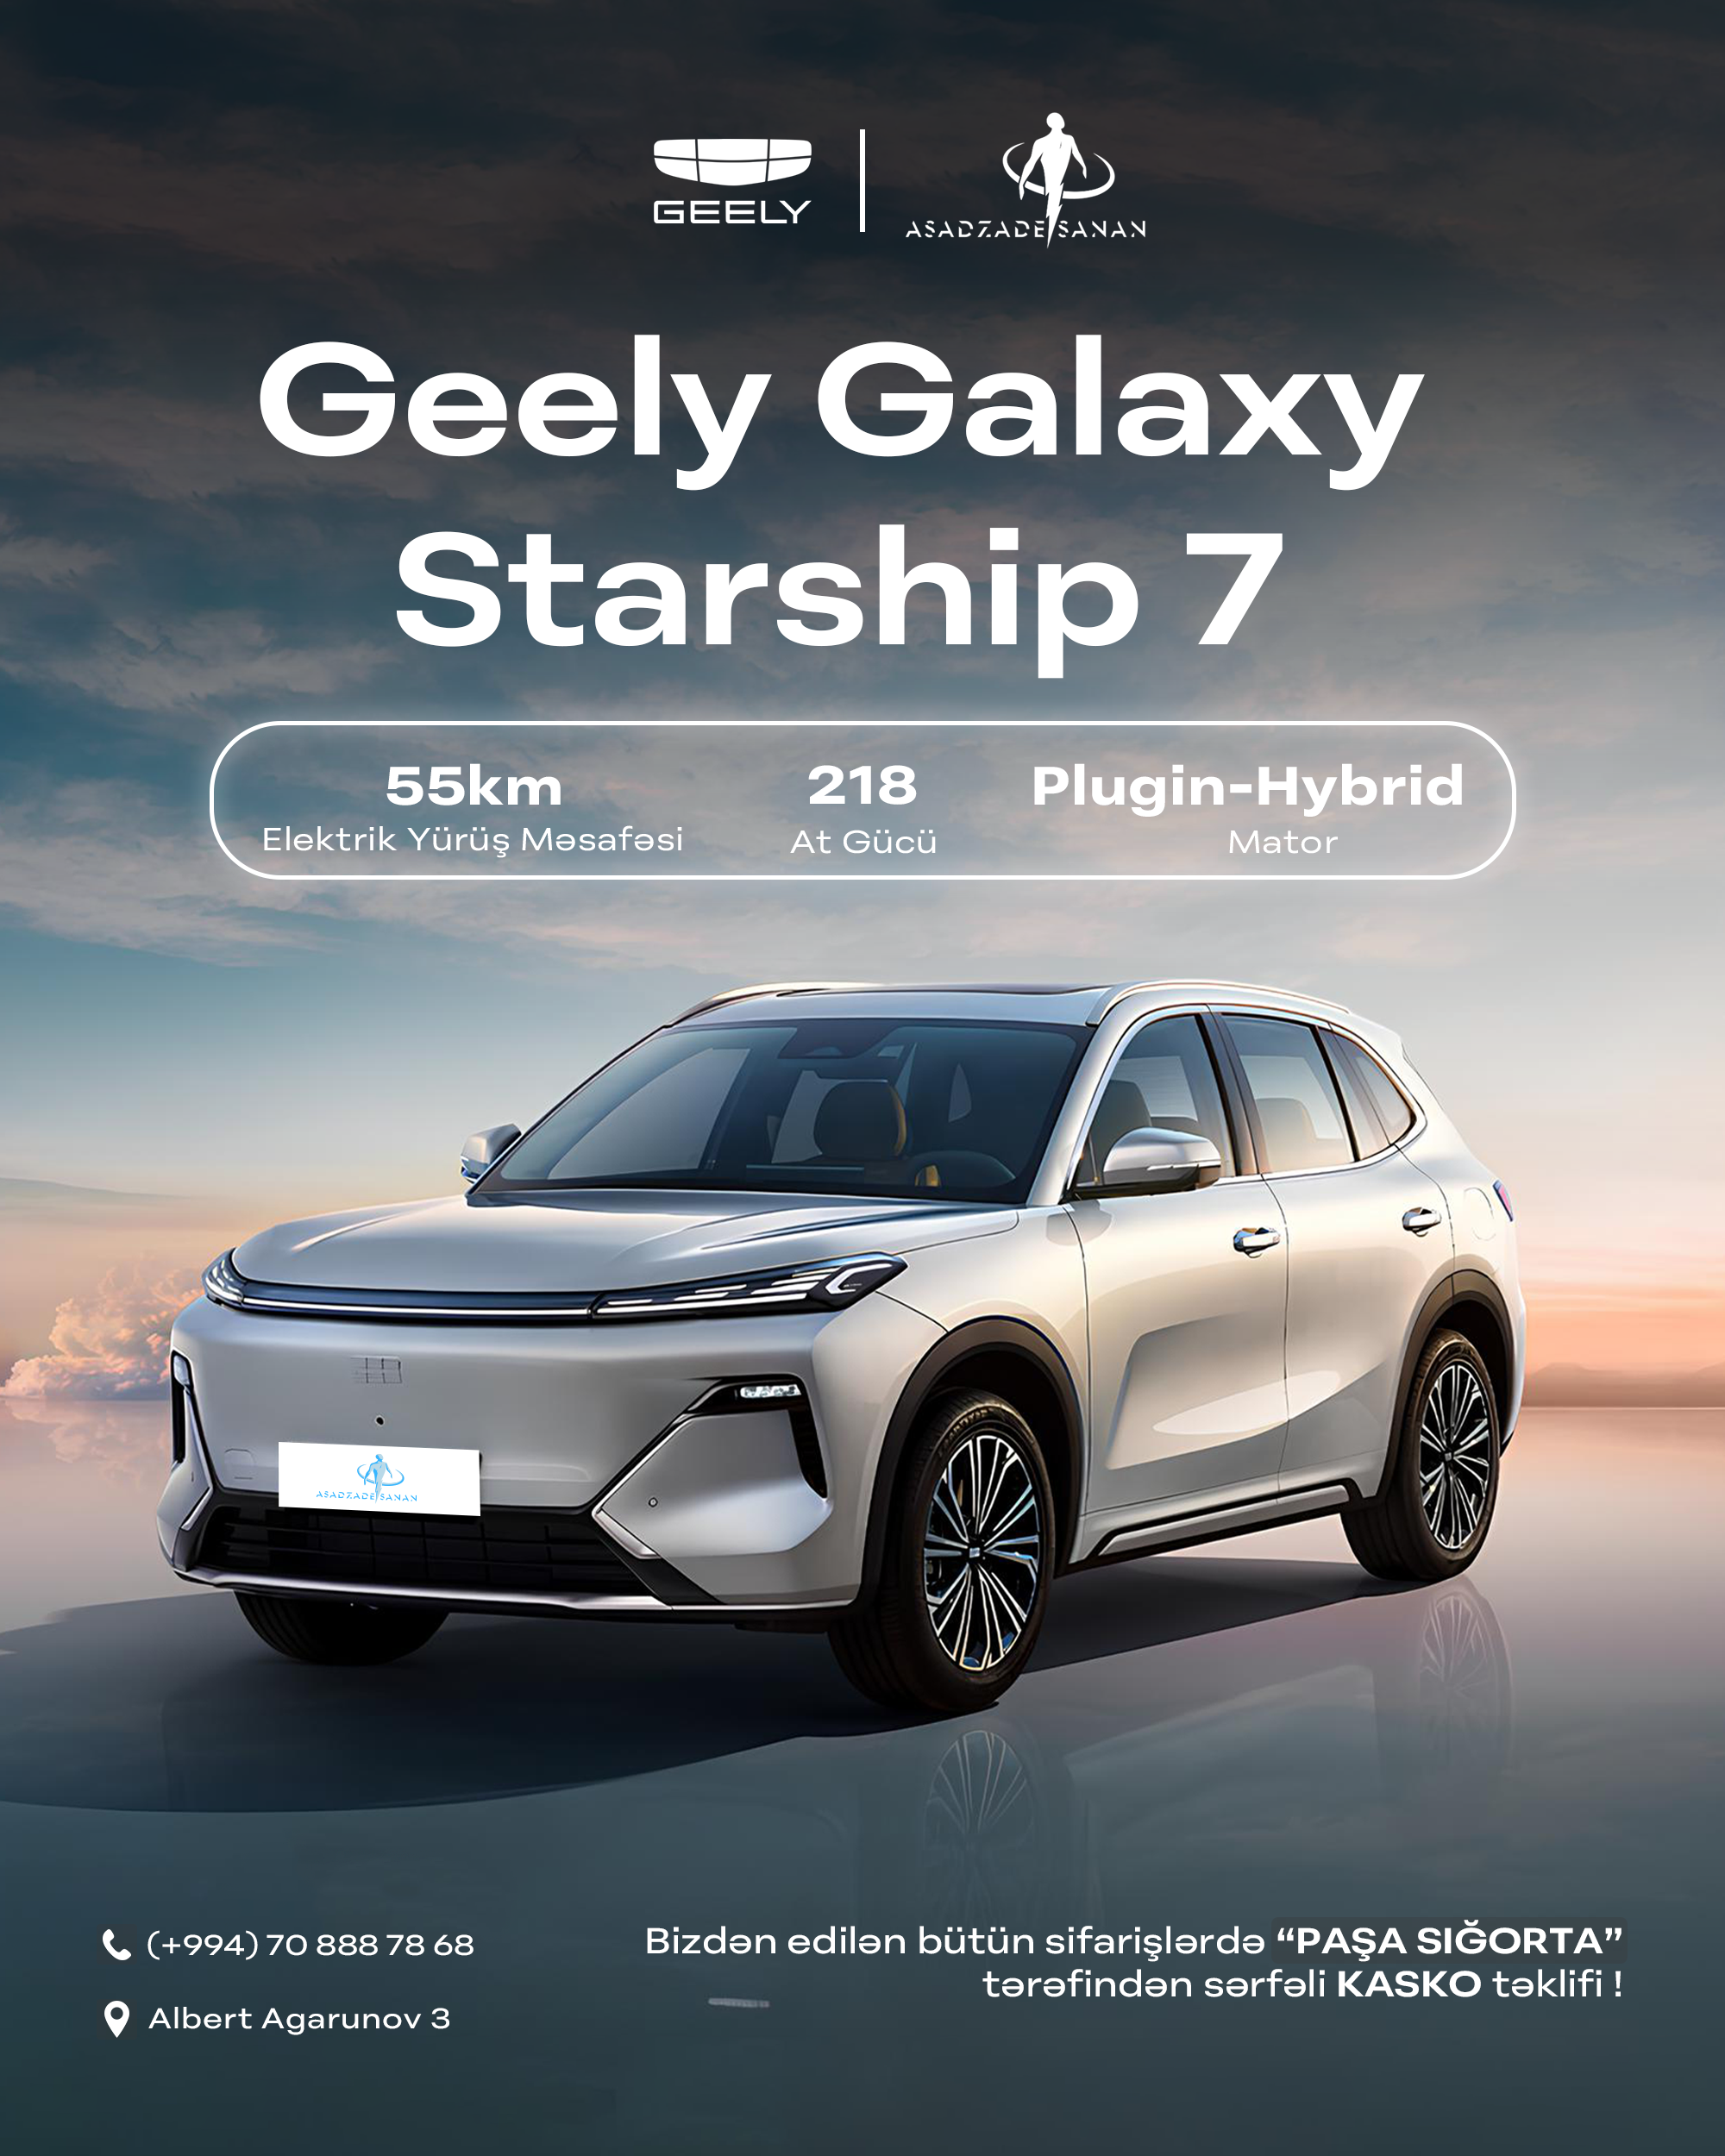 GEELY
ASADZADE SANAN
Geely Galaxy
Starship 7
55km
Elektrik Yürüş Məsafəsi
218
At Gücü
Plugin-Hybrid
Mator
ASADZADE SANAN
(+994) 70 888 78 68
Albert Agarunov 3
Bizdən edilən bütün sifarişlərdə “PAŞA SIĞORTA”
tərəfindən sərfəli KASKO təklifi !